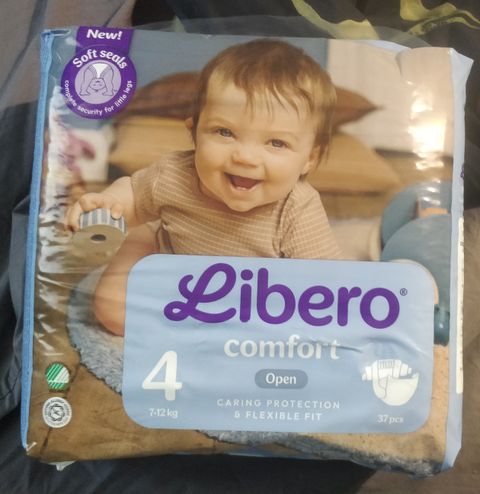 New!
Soft seals
complete security for little legs
Libero®
comfort
4
Open
7-12 kg
CARING PROTECTION
& FLEXIBLE FIT
37 pcs